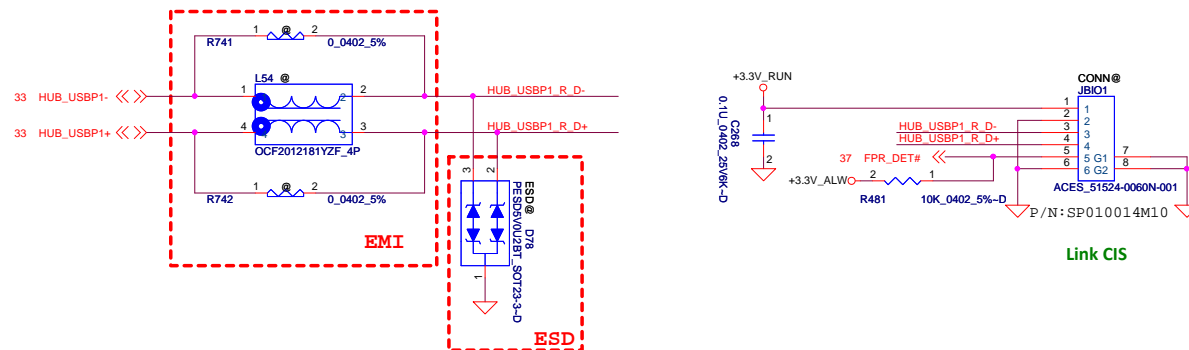 1 @ 2
R741 0_0402_5%
L54 @
33 HUB_USBP1- 1 2 2 HUB_USBP1_R_D-
33 HUB_USBP1+ 4 3 3 HUB_USBP1_R_D+
OCF2012181YZF_4P
1 @ 2
R742 0_0402_5%
EMI
3 2
1
ESD@
D78
PESD5V0U2BT_SOT23-3~D
ESD
+3.3V_RUN
1
2
C268
0.1U_0402_25V6K~D
CONN@
JBIO1
1 1
2 2
HUB_USBP1_R_D- 3 3
HUB_USBP1_R_D+ 4 4
37 FPR_DET# 5 5 G1 7
6 6 G2 8
+3.3V_ALW 2 1
R481 10K_0402_5%~D
ACES_51524-0060N-001
P/N:SP010014M10
Link CIS